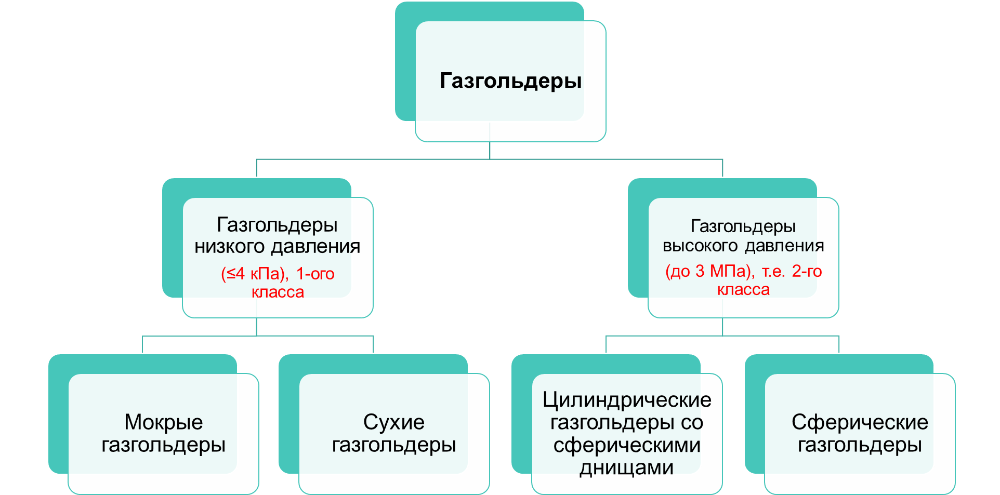 Газгольдеры
Газгольдеры
низкого давления
(≤4 кПа), 1-ого
класса
Газгольдеры
высокого давления
(до 3 МПа), т.е. 2-го
класса
Мокрые
газгольдеры
Сухие
газгольдеры
Цилиндрические
газгольдеры со
сферическими
днищами
Сферические
газгольдеры